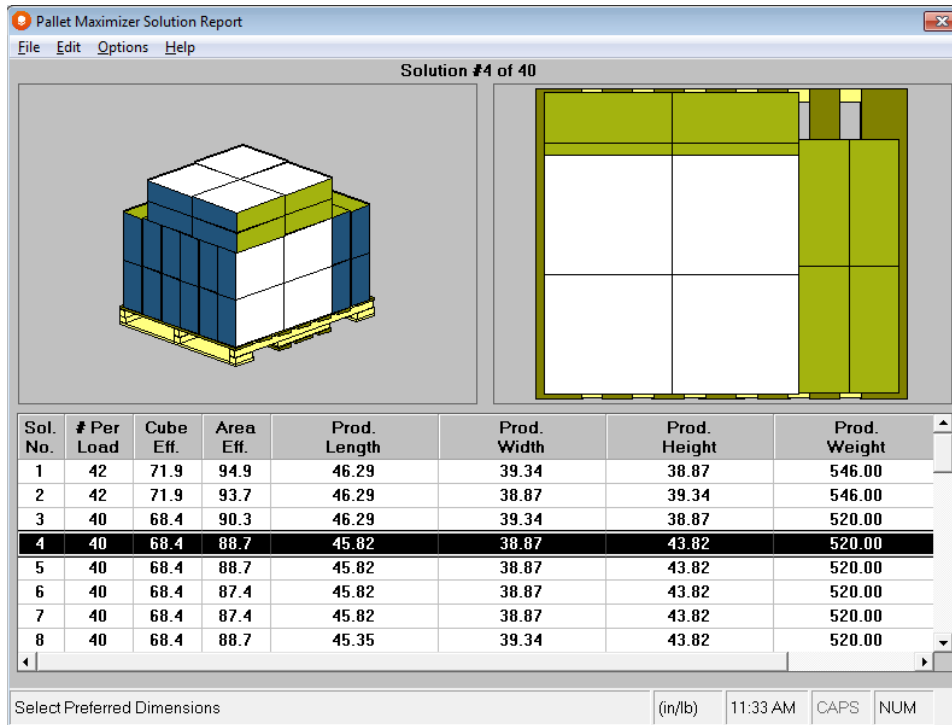 Pallet Maximizer Solution Report
File Edit Options Help
Solution #4 of 40
Sol. No. # Per Load Cube Eff. Area Eff. Prod. Length Prod. Width Prod. Height Prod. Weight
1 42 71.9 94.9 46.29 39.34 38.87 546.00
2 42 71.9 93.7 46.29 38.87 39.34 546.00
3 40 68.4 90.3 46.29 39.34 38.87 520.00
4 40 68.4 88.7 45.82 38.87 43.82 520.00
5 40 68.4 88.7 45.82 38.87 43.82 520.00
6 40 68.4 87.4 45.82 38.87 43.82 520.00
7 40 68.4 87.4 45.82 38.87 43.82 520.00
8 40 68.4 88.7 45.35 39.34 43.82 520.00
Select Preferred Dimensions (in/lb) 11:33 AM CAPS NUM